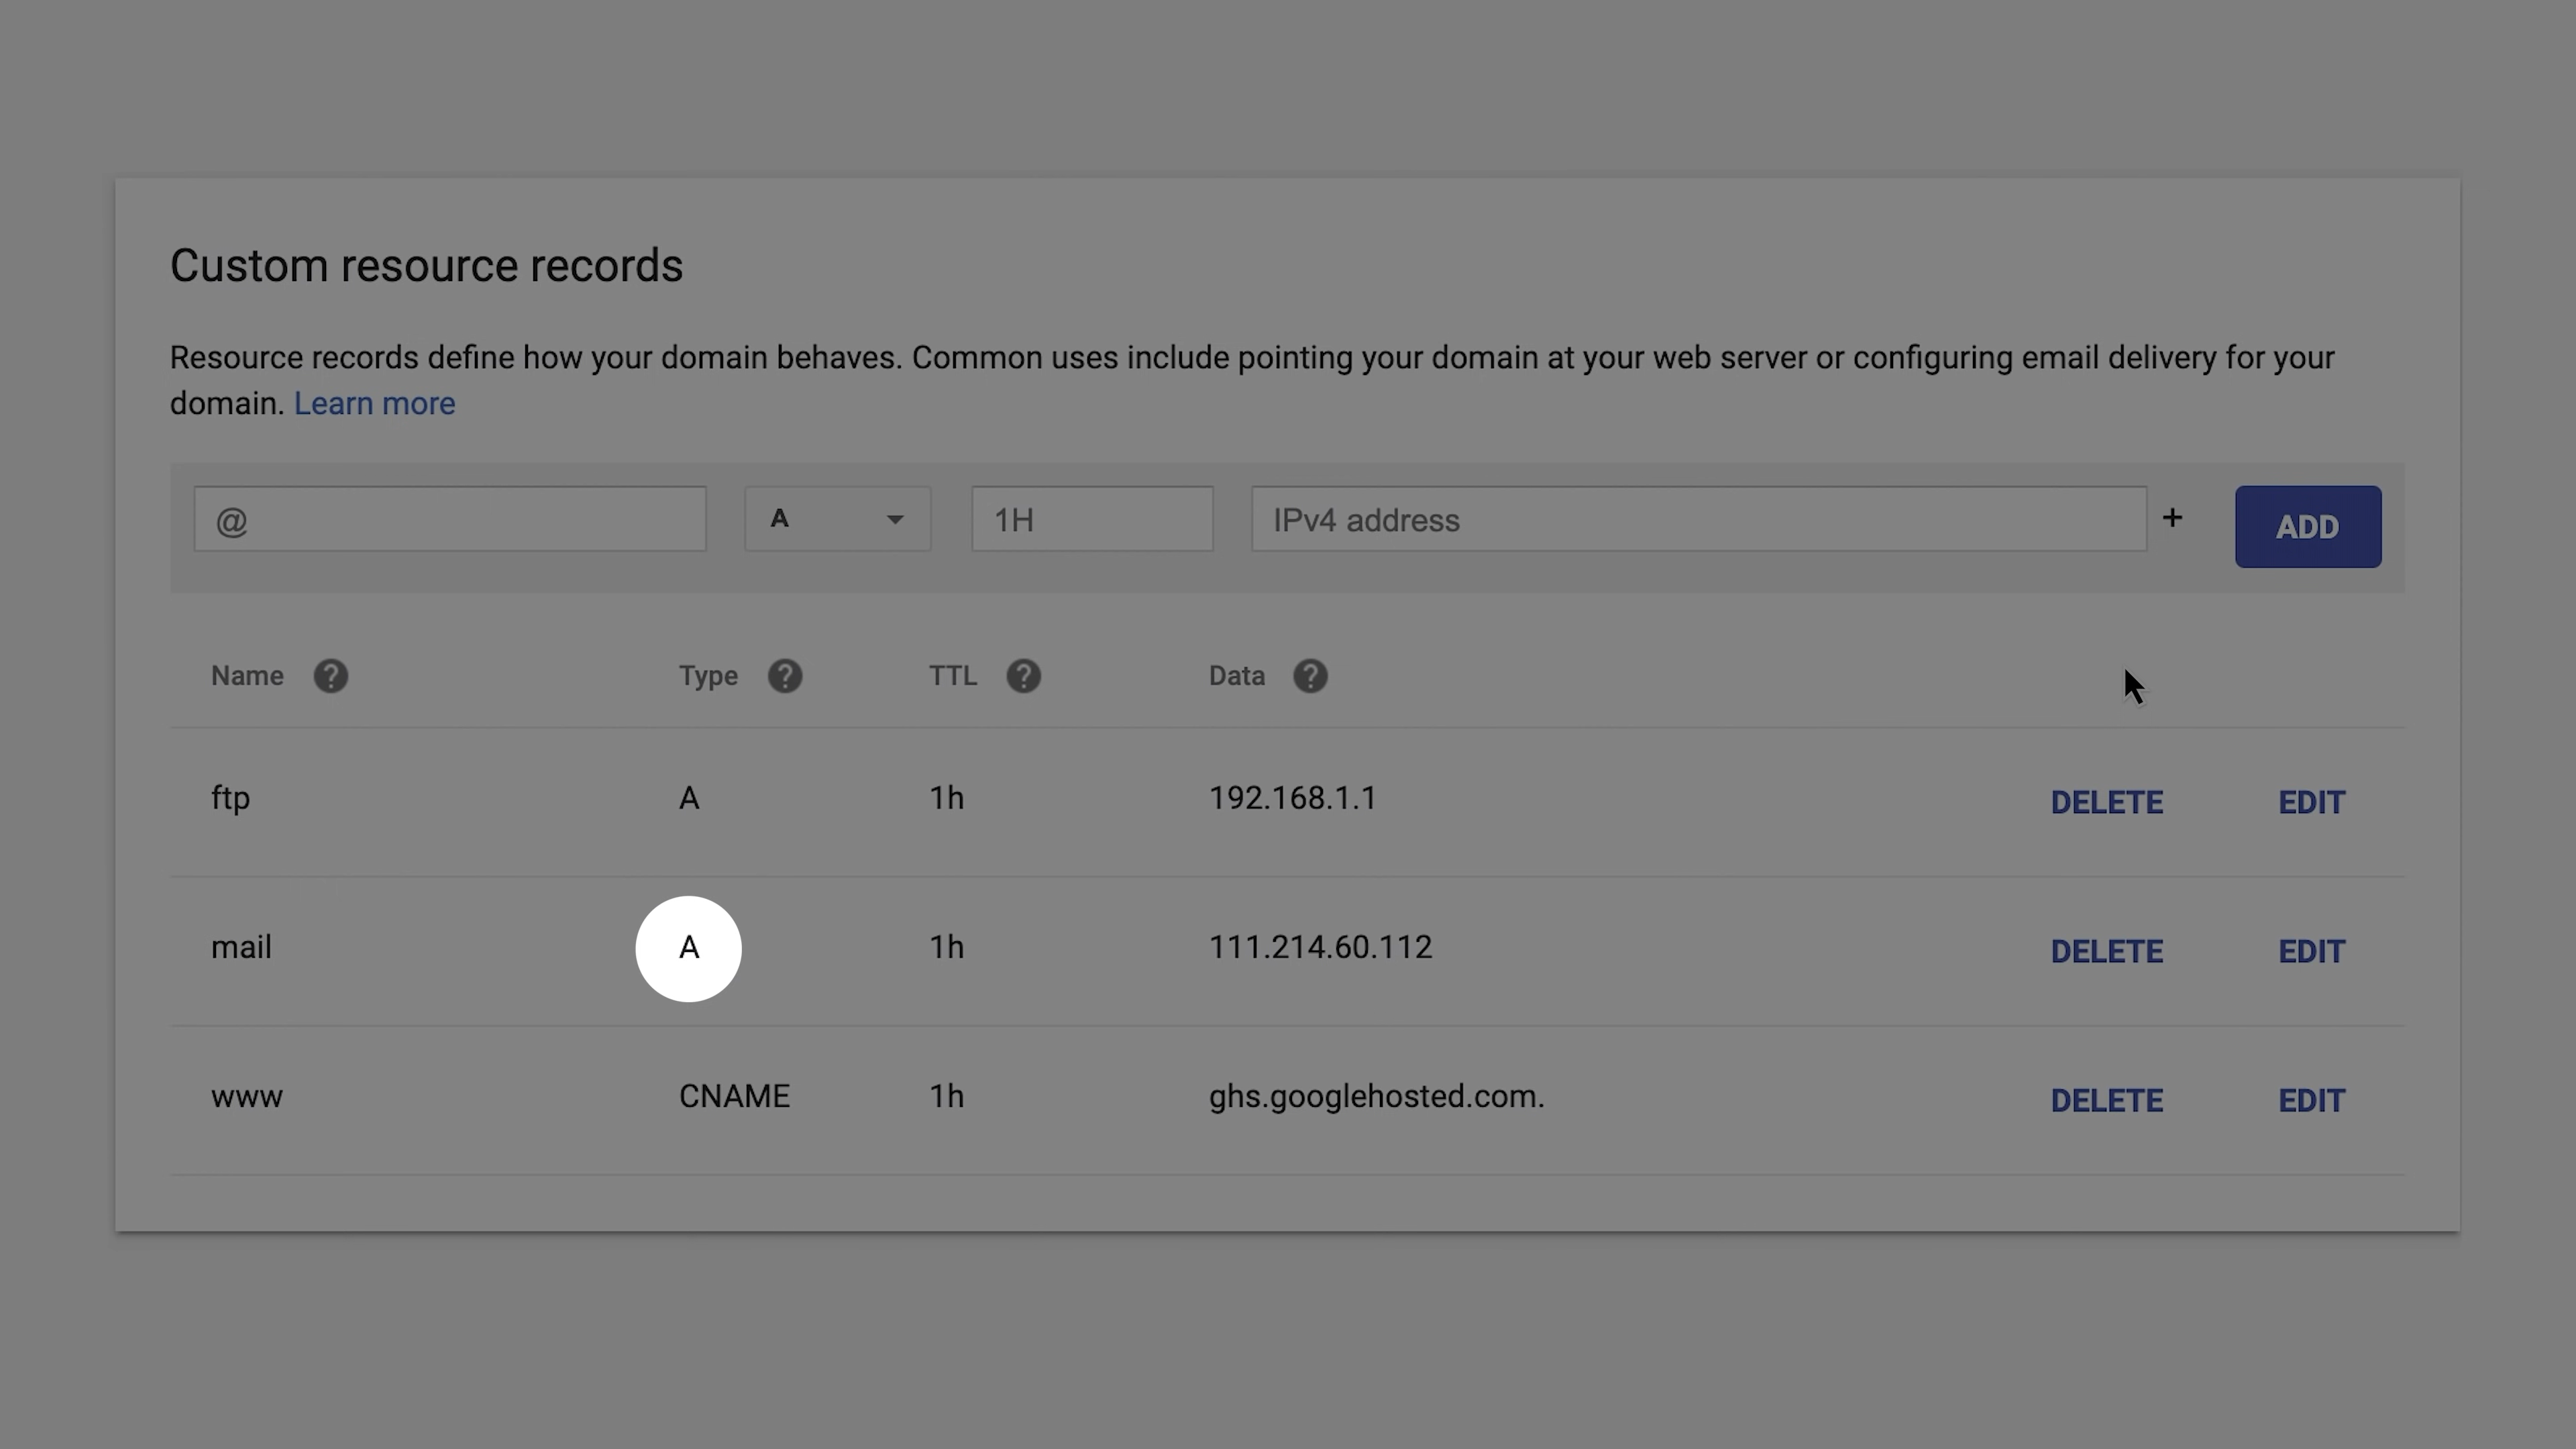 Custom resource records
Resource records define how your domain behaves. Common uses include pointing your domain at your web server or configuring email delivery for your
domain. Learn more
@ A 1H IPv4 address + ADD
Name ? Type ? TTL ? Data ?
ftp A 1h 192.168.1.1 DELETE EDIT
mail A 1h 111.214.60.112 DELETE EDIT
www CNAME 1h ghs.googlehosted.com. DELETE EDIT